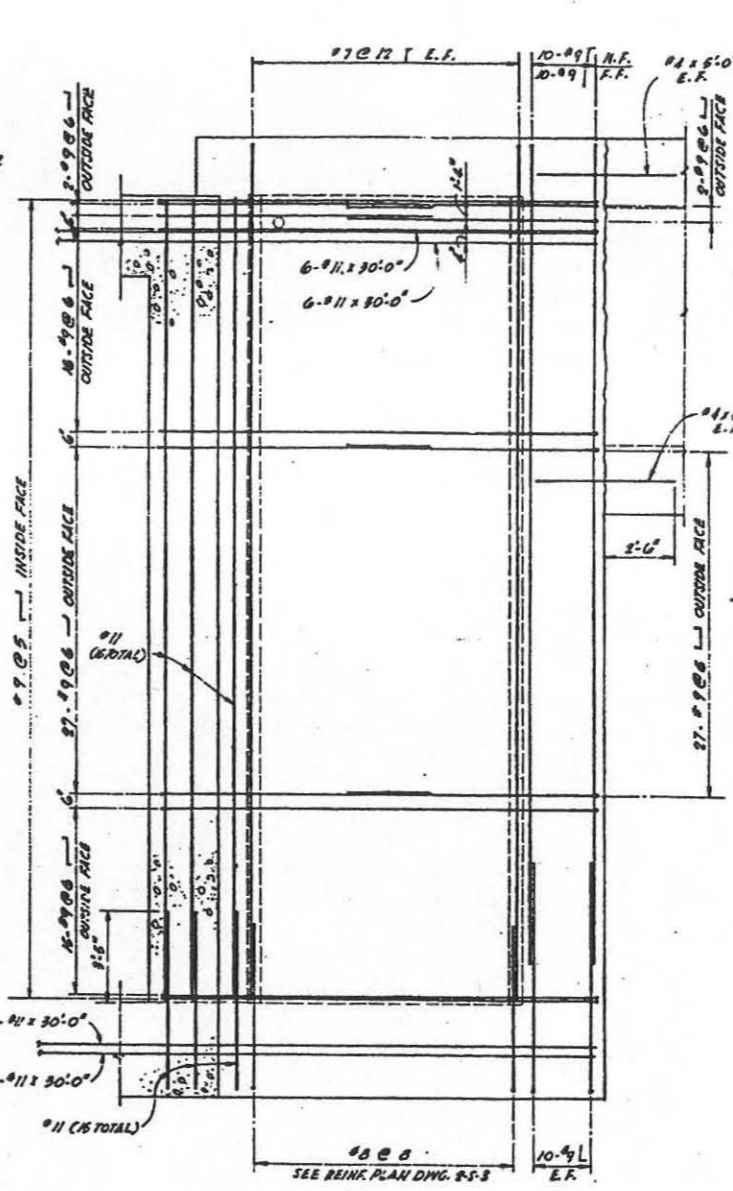 #7 @ 12 E.F.
10-#9 N.F.
10-#9 F.F.
#4 x 5'-0"
E.F.
2-#9@6
OUTSIDE FACE
2-#9@6
OUTSIDE FACE
6"
1'-6"
6-#11 x 30'-0"
6-#11 x 30'-0"
16-#9@6
OUTSIDE FACE
6"
E.F.
2'-6"
#9@5 INSIDE FACE
27-#9@6 OUTSIDE FACE
27-#9@6 OUTSIDE FACE
#11
(15 TOTAL)
6"
16-#9@6
OUTSIDE FACE
-#11 x 30'-0"
-#11 x 30'-0"
#11 (15 TOTAL)
#8 @ 8
SEE REINF. PLAN DWG. 2-S-3
10-#9
E.F.